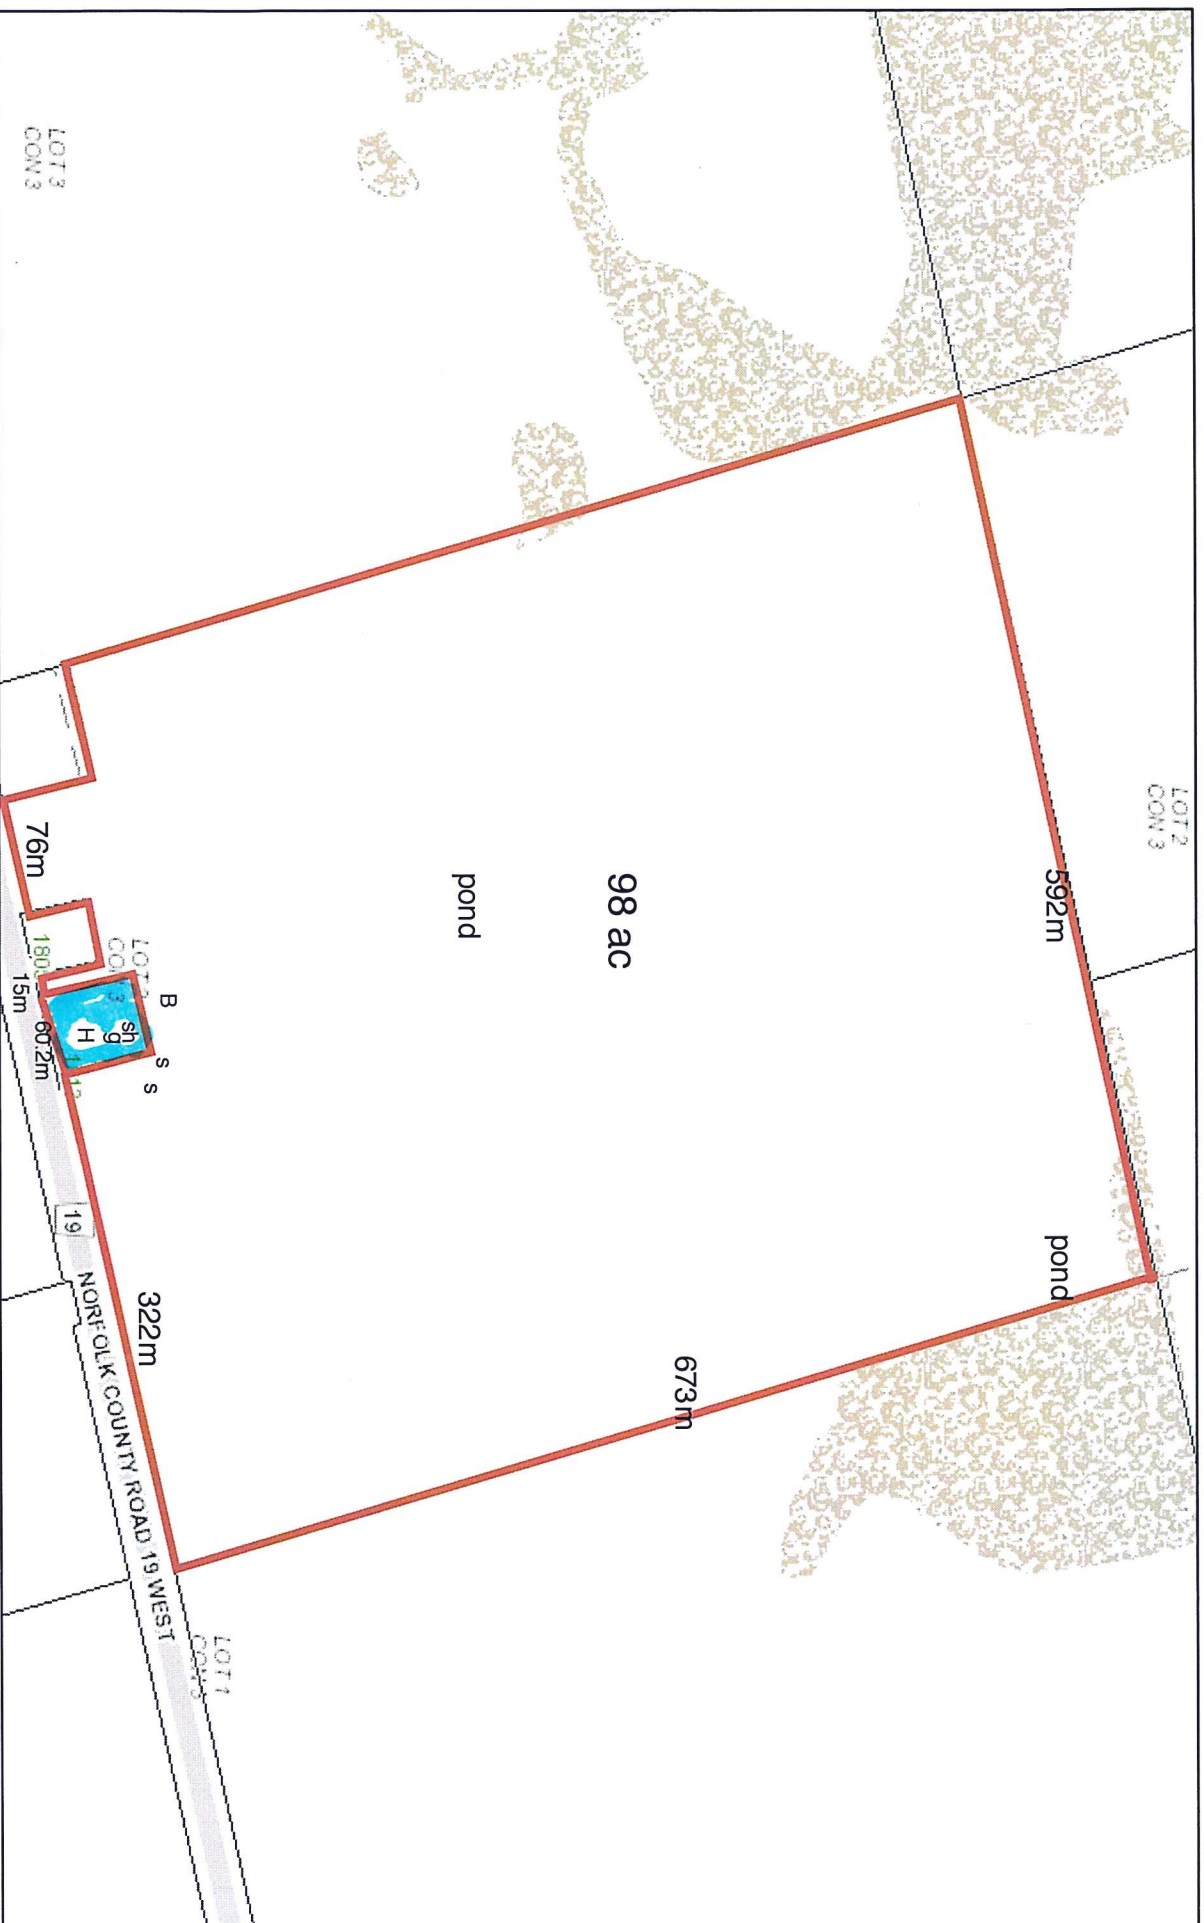 LOT 2
CON 3
592m
pond
673m
98 ac
pond
LOT 1
322m
NORFOLK COUNTY ROAD 19 WEST
19
B
s
s
sh
g
H
60.2m
15m
76m
LOT 3
CON 3